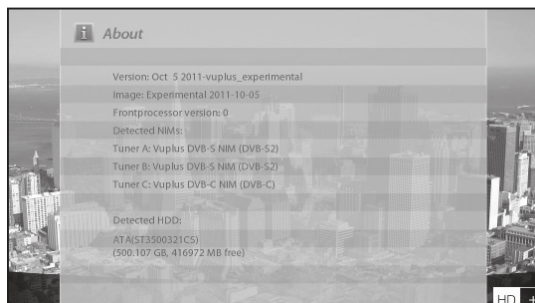 i About
Version: Oct 5 2011-vuplus_experimental
Image: Experimental 2011-10-05
Frontprocessor version: 0
Detected NIMs:
Tuner A: Vuplus DVB-S NIM (DVB-S2)
Tuner B: Vuplus DVB-S NIM (DVB-S2)
Tuner C: Vuplus DVB-C NIM (DVB-C)
Detected HDD:
ATA(ST3500321CS)
(500:107 GB, 416972 MB free)
HD +